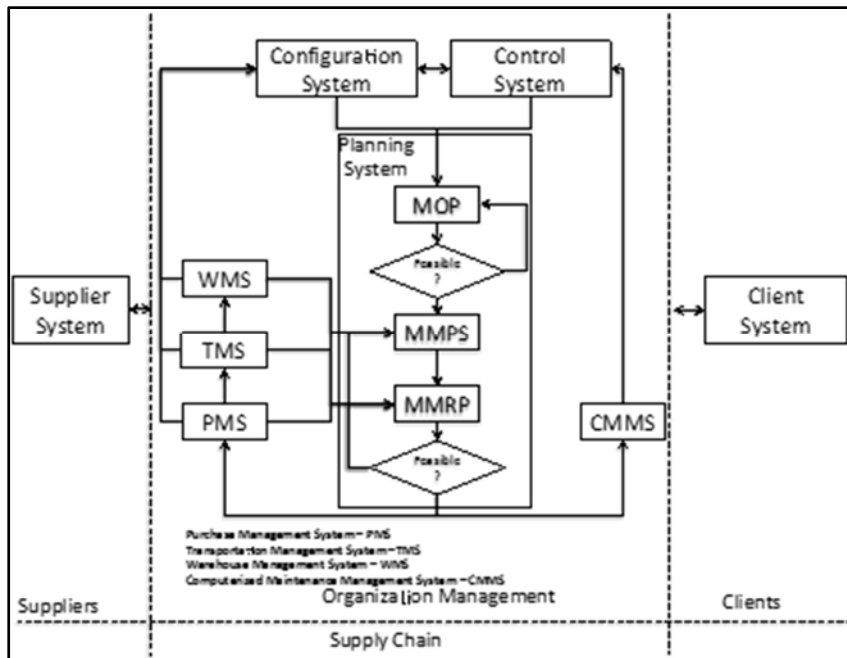 Configuration
System
Control
System
Planning
System
MOP
Possible
?
WMS
Supplier
System
MMPS
Client
System
TMS
MMRP
PMS
CMMS
Possible
?
Purchase Management System – PMS
Transportation Management System –TMS
Warehouse Management System – WMS
Computerized Maintenance Management System –CMMS
Suppliers
Organization Management
Clients
Supply Chain